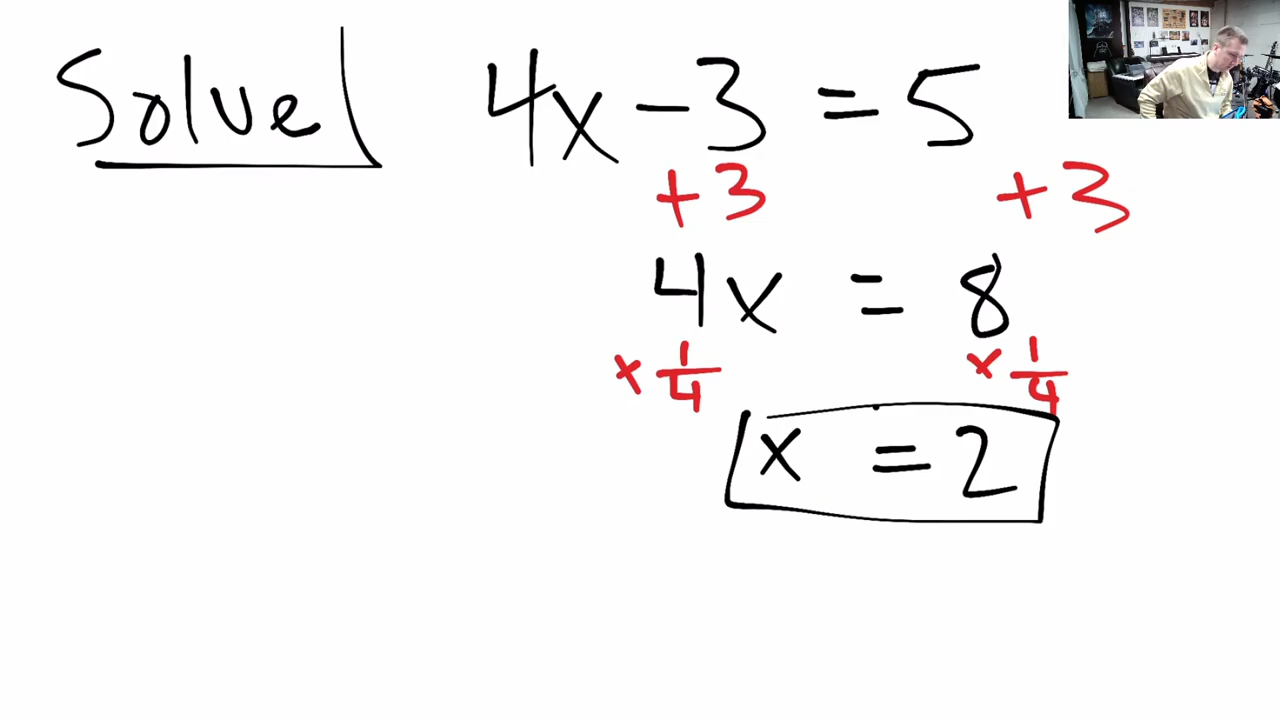 Solve
4x - 3 = 5
+3 +3
4x = 8
× 1/4 × 1/4
x = 2